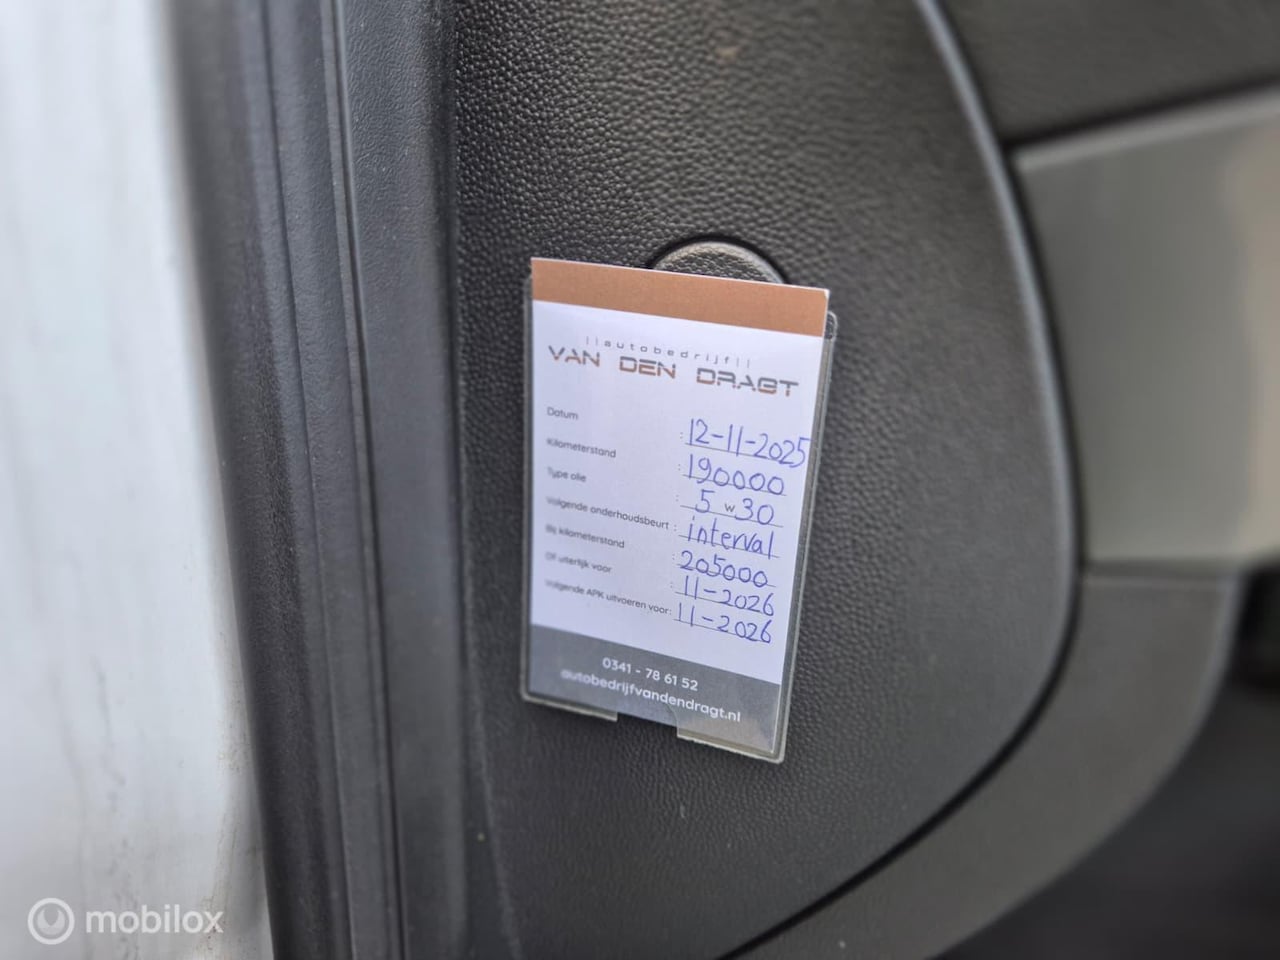 ||autobedrijf||
VAN DEN DRAGT
Datum : 12-11-2025
Kilometerstand : 190000
Type olie : 5 w 30
Volgende onderhoudsbeurt : interval
Bij kilometerstand : 205000
Of uiterlijk voor : 11-2026
Volgende APK uitvoeren voor: 11-2026
0341 - 78 61 52
autobedrijfvandendragt.nl
mobilox